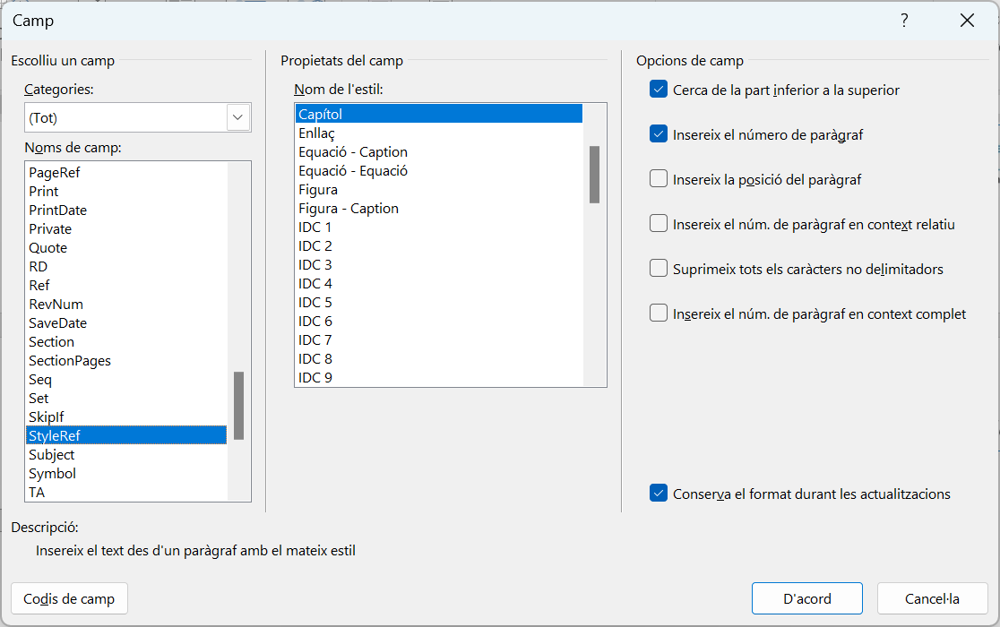 Camp
?
Escolliu un camp
Categories:
(Tot)
Noms de camp:
PageRef
Print
PrintDate
Private
Quote
RD
Ref
RevNum
SaveDate
Section
SectionPages
Seq
Set
SkipIf
StyleRef
Subject
Symbol
TA
Propietats del camp
Nom de l'estil:
Capítol
Enllaç
Equació - Caption
Equació - Equació
Figura
Figura - Caption
IDC 1
IDC 2
IDC 3
IDC 4
IDC 5
IDC 6
IDC 7
IDC 8
IDC 9
Opcions de camp
Cerca de la part inferior a la superior
Insereix el número de paràgraf
Insereix la posició del paràgraf
Insereix el núm. de paràgraf en context relatiu
Suprimeix tots els caràcters no delimitadors
Insereix el núm. de paràgraf en context complet
Conserva el format durant les actualitzacions
Descripció:
Insereix el text des d'un paràgraf amb el mateix estil
Codis de camp
D'acord
Cancel·la